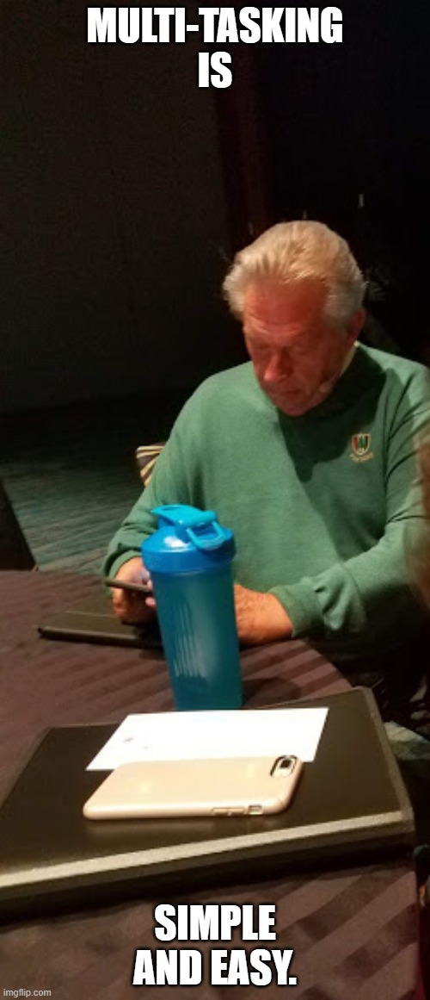 MULTI-TASKING
IS
SIMPLE
AND EASY.
imgflip.com